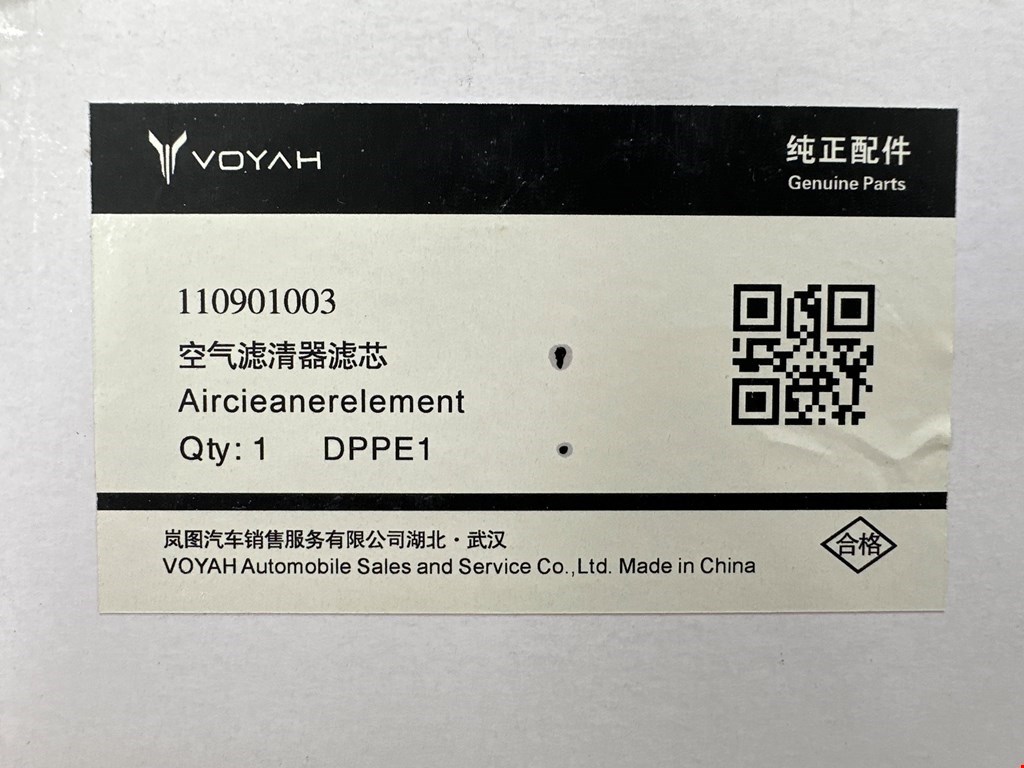 VOYAH
纯正配件
Genuine Parts
110901003
空气滤清器滤芯
Aircieanerelement
Qty: 1 DPPE1
岚图汽车销售服务有限公司湖北·武汉
VOYAH Automobile Sales and Service Co.,Ltd. Made in China
合格